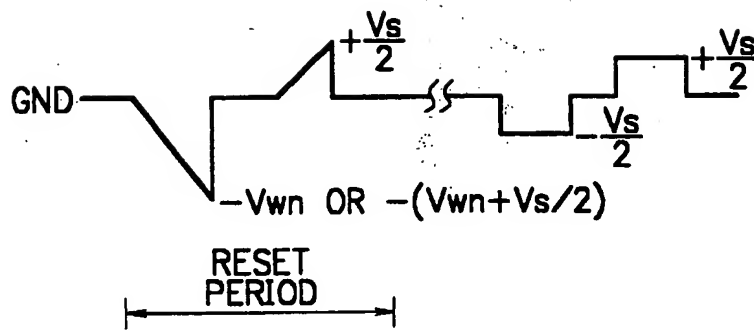 +Vs/2
+Vs/2
GND
-Vs/2
-Vwn OR -(Vwn+Vs/2)
RESET
PERIOD